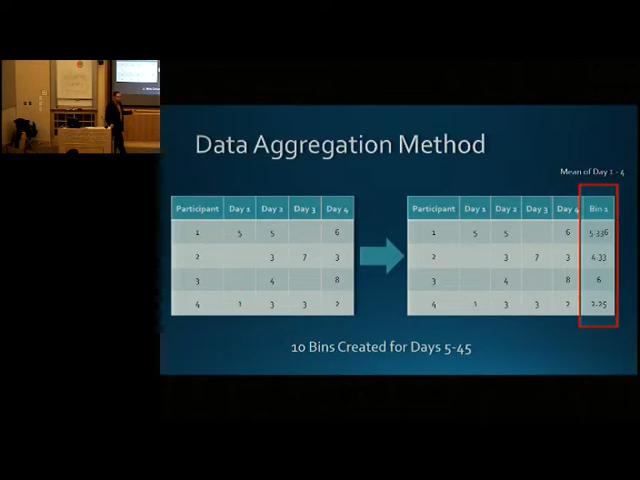 Data Aggregation Method
Mean of Day 1 - 4
Participant Day 1 Day 2 Day 3 Day 4
1 5 5 6
2 3 7 3
3 4 8
4 1 3 3 2
Participant Day 1 Day 2 Day 3 Day 4 Bin 1
1 5 5 6 5.336
2 3 7 3 4.33
3 4 8 6
4 1 3 3 2 2.25
10 Bins Created for Days 5-45